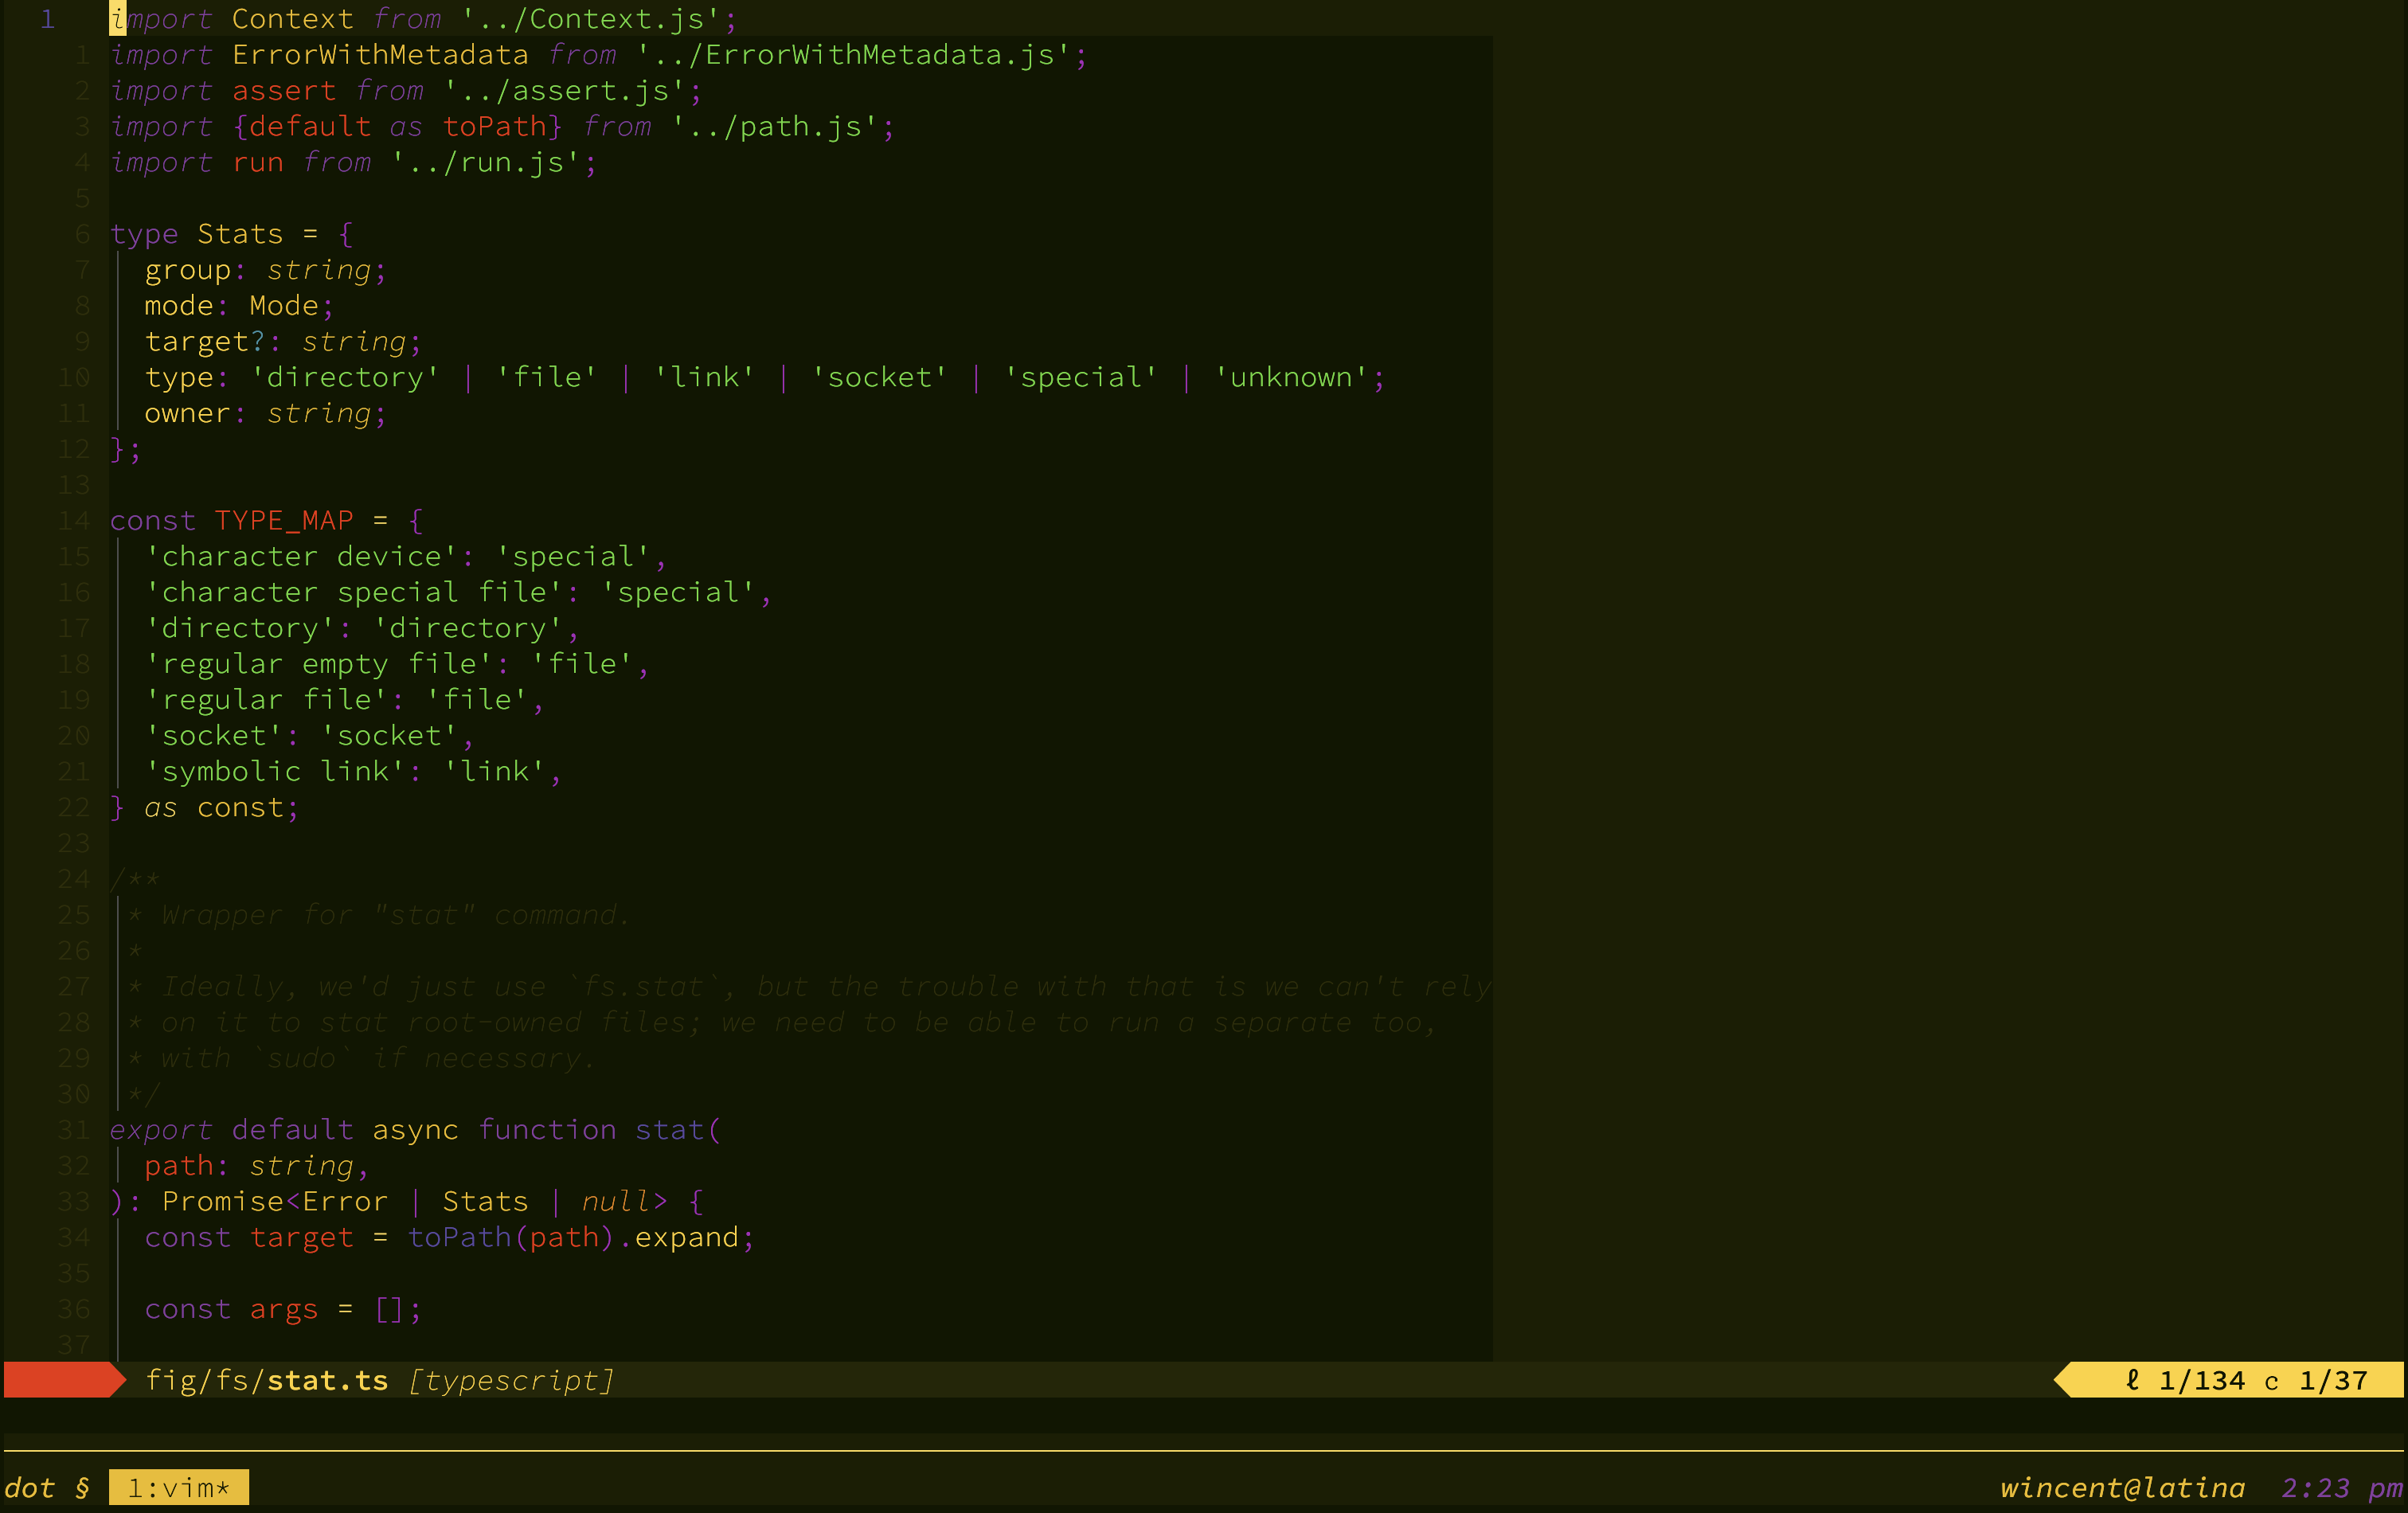 1 import Context from '../Context.js';
1 import ErrorWithMetadata from '../ErrorWithMetadata.js';
2 import assert from '../assert.js';
3 import {default as toPath} from '../path.js';
4 import run from '../run.js';
5
6 type Stats = {
7   group: string;
8   mode: Mode;
9   target?: string;
10   type: 'directory' | 'file' | 'link' | 'socket' | 'special' | 'unknown';
11   owner: string;
12 };
13
14 const TYPE_MAP = {
15   'character device': 'special',
16   'character special file': 'special',
17   'directory': 'directory',
18   'regular empty file': 'file',
19   'regular file': 'file',
20   'socket': 'socket',
21   'symbolic link': 'link',
22 } as const;
23
24 /**
25  * Wrapper for "stat" command.
26  *
27  * Ideally, we'd just use `fs.stat`, but the trouble with that is we can't rely
28  * on it to stat root-owned files; we need to be able to run a separate too,
29  * with `sudo` if necessary.
30  */
31 export default async function stat(
32   path: string,
33 ): Promise<Error | Stats | null> {
34   const target = toPath(path).expand;
35
36   const args = [];
37
fig/fs/stat.ts [typescript] ℓ 1/134 c 1/37
dot § 1:vim* wincent@latina 2:23 pm